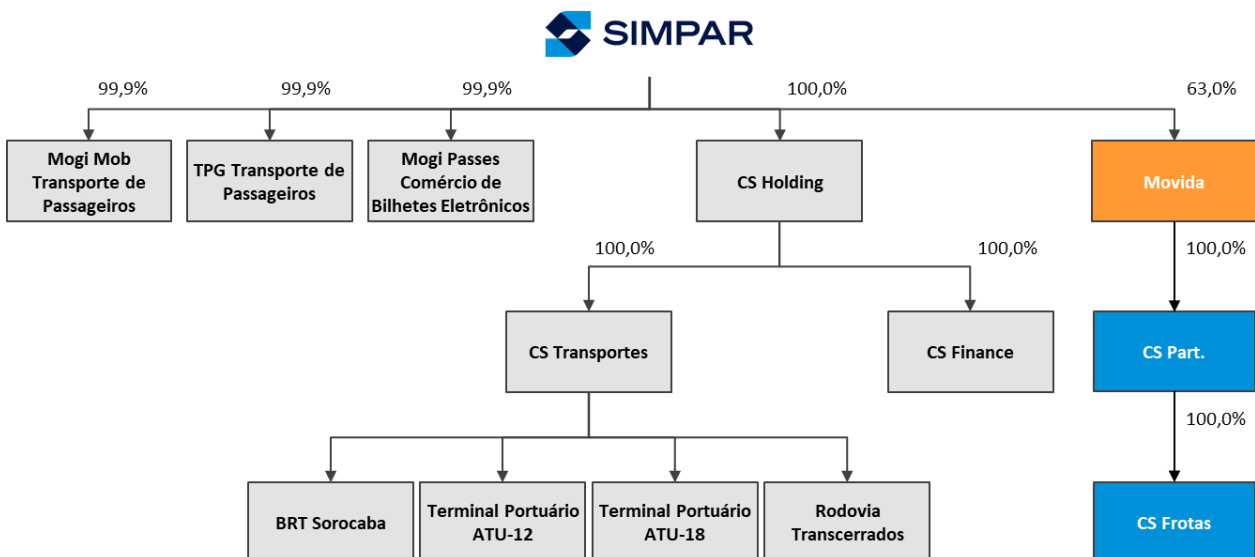 SIMPAR
99,9%
99,9%
99,9%
100,0%
63,0%
Mogi Mob
Transporte de
Passageiros
TPG Transporte de
Passageiros
Mogi Passes
Comércio de
Bilhetes Eletrônicos
CS Holding
Movida
100,0%
100,0%
100,0%
CS Transportes
CS Finance
CS Part.
100,0%
BRT Sorocaba
Terminal Portuário
ATU-12
Terminal Portuário
ATU-18
Rodovia
Transcerrados
CS Frotas